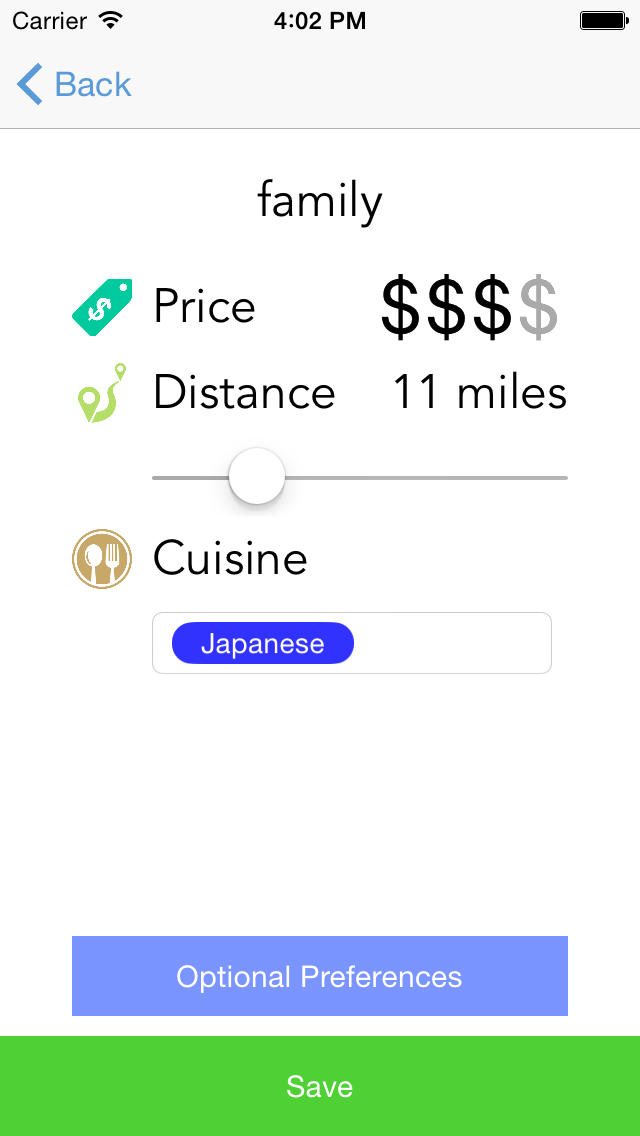 Carrier 4:02 PM
Back
family
Price $$$$
Distance 11 miles
Cuisine
Japanese
Optional Preferences
Save